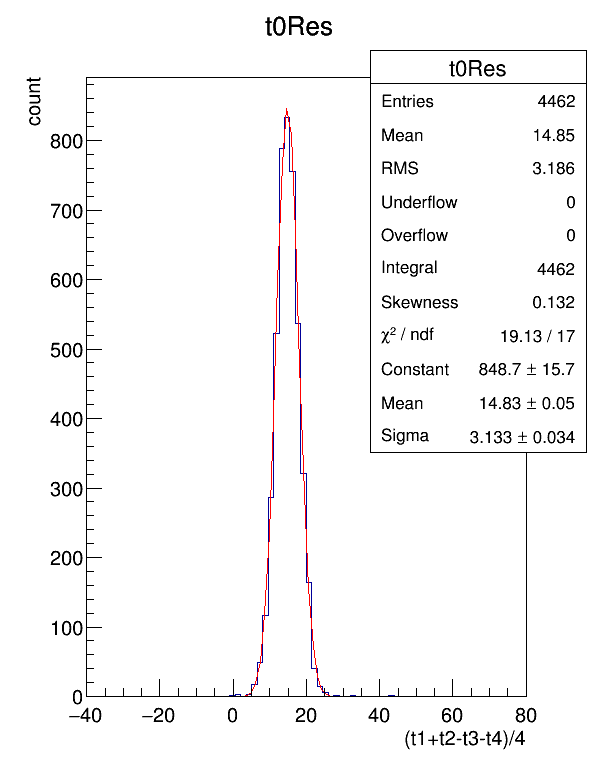 t0Res
t0Res
Entries 4462
Mean 14.85
RMS 3.186
Underflow 0
Overflow 0
Integral 4462
Skewness 0.132
χ² / ndf 19.13 / 17
Constant 848.7 ± 15.7
Mean 14.83 ± 0.05
Sigma 3.133 ± 0.034
count
800
700
600
500
400
300
200
100
0
−40 −20 0 20 40 60 80
(t1+t2-t3-t4)/4